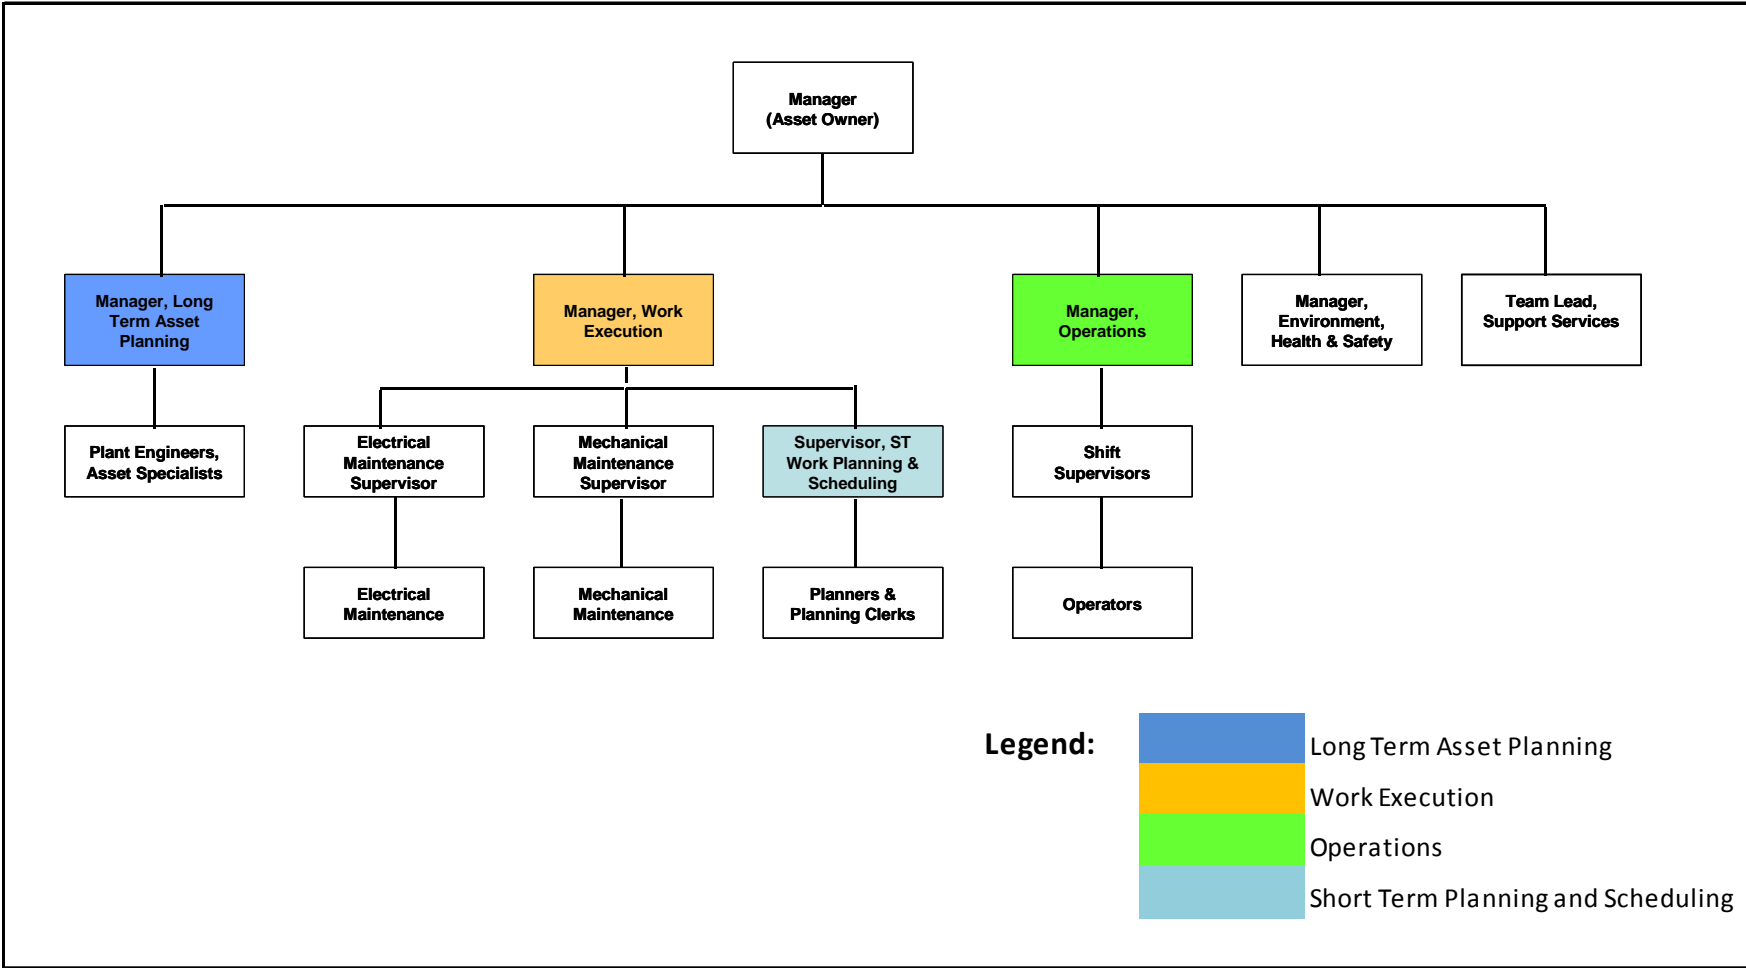 Manager
(Asset Owner)
Manager, Long
Term Asset
Planning
Manager, Work
Execution
Manager,
Operations
Manager,
Environment,
Health & Safety
Team Lead,
Support Services
Plant Engineers,
Asset Specialists
Electrical
Maintenance
Supervisor
Mechanical
Maintenance
Supervisor
Supervisor, ST
Work Planning &
Scheduling
Shift
Supervisors
Electrical
Maintenance
Mechanical
Maintenance
Planners &
Planning Clerks
Operators
Legend:
Long Term Asset Planning
Work Execution
Operations
Short Term Planning and Scheduling